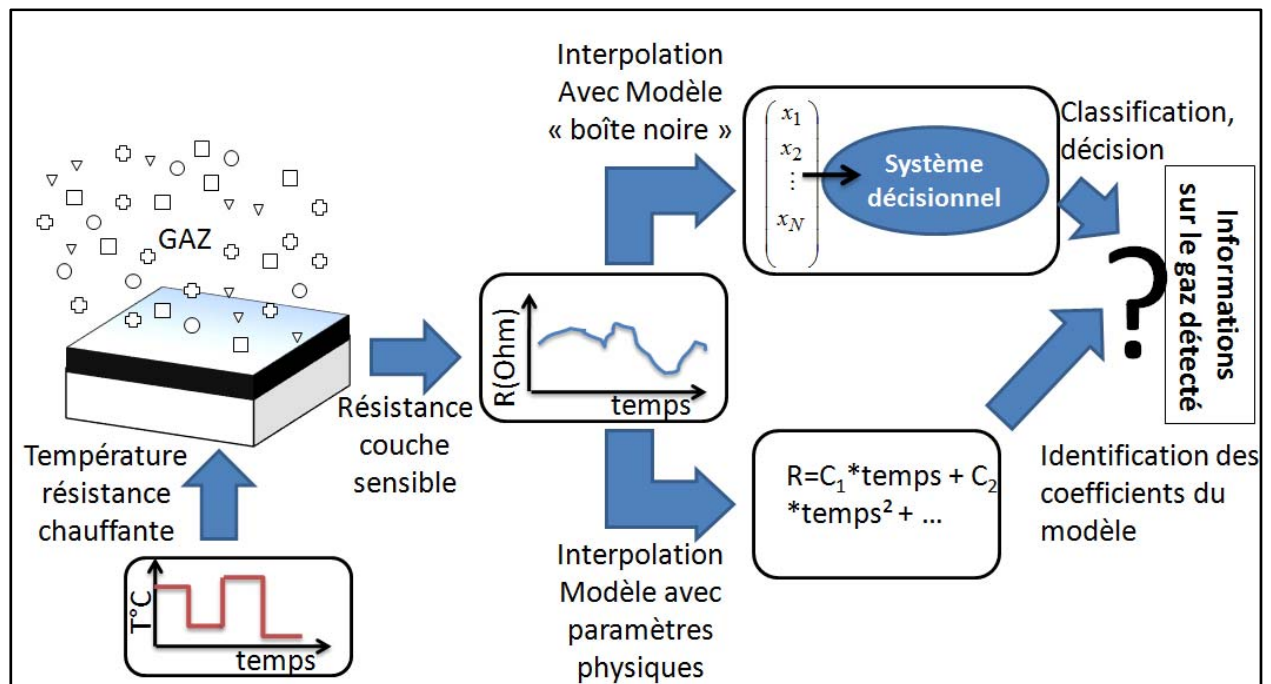 Interpolation
Avec Modèle
« boîte noire »
x1
x2
⋮
xN
Système
décisionnel
Classification,
décision
GAZ
?
Informations
sur le gaz détecté
R(Ohm)
temps
Résistance
couche
sensible
Température
résistance
chauffante
T°C
temps
Interpolation
Modèle avec
paramètres
physiques
R=C₁*temps + C₂
*temps² + ...
Identification des
coefficients du
modèle